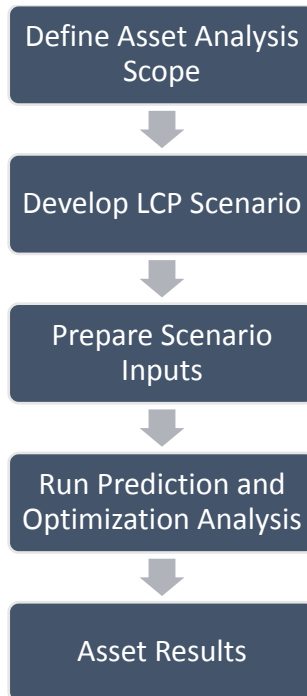 Define Asset Analysis
Scope
Develop LCP Scenario
Prepare Scenario
Inputs
Run Prediction and
Optimization Analysis
Asset Results